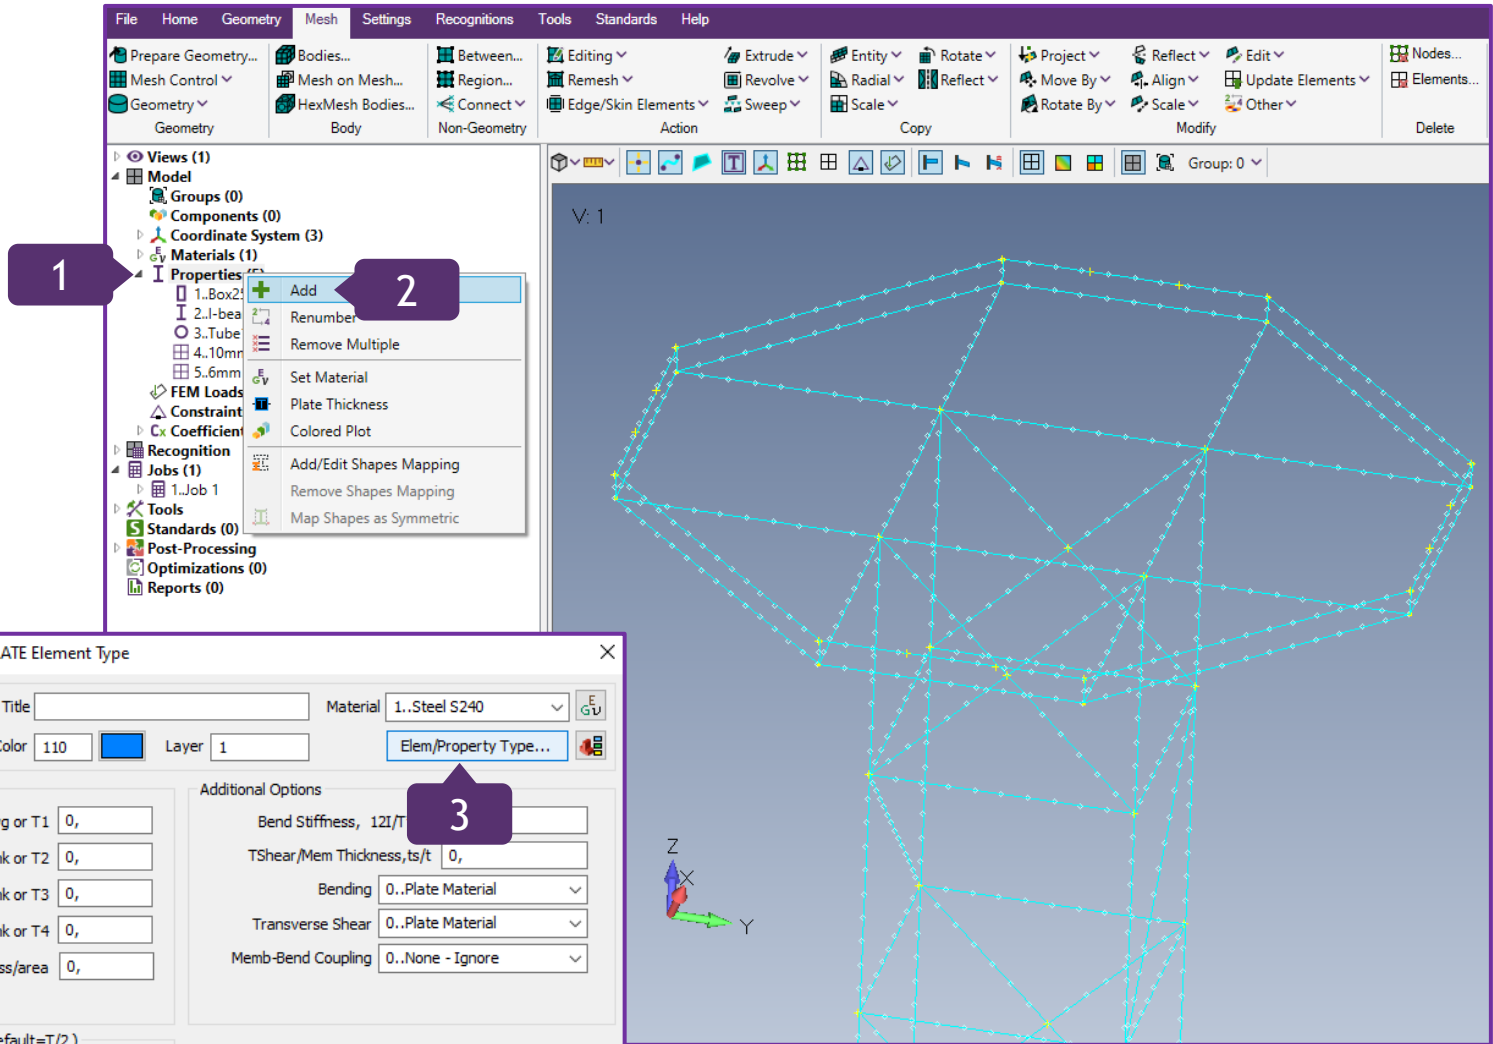 File Home Geometry Mesh Settings Recognitions Tools Standards Help
Prepare Geometry... Bodies... Between... Editing Extrude Entity Rotate Project Reflect Edit Nodes...
Mesh Control Mesh on Mesh... Region... Remesh Revolve Radial Reflect Move By Align Update Elements Elements...
Geometry HexMesh Bodies... Connect Edge/Skin Elements Sweep Scale Rotate By Scale Other
Geometry Body Non-Geometry Action Copy Modify Delete
Views (1)
Model
Groups (0)
Components (0)
Coordinate System (3)
Materials (1)
Properties
1..Box2
2..I-bea
3..Tube
4..10mm
5..6mm
FEM Loads
Constraint
Coefficient
Recognition
Jobs (1)
1..Job 1
Tools
Standards (0)
Post-Processing
Optimizations (0)
Reports (0)
1
Add
2
Renumber
Remove Multiple
Set Material
Plate Thickness
Colored Plot
Add/Edit Shapes Mapping
Remove Shapes Mapping
Map Shapes as Symmetric
Group: 0
V: 1
Z
X
Y
ATE Element Type
Title Material 1..Steel S240
Color 110 Layer 1 Elem/Property Type...
3
Additional Options
g or T1 0, Bend Stiffness, 12I/T
nk or T2 0, TShear/Mem Thickness,ts/t 0,
nk or T3 0, Bending 0..Plate Material
nk or T4 0, Transverse Shear 0..Plate Material
ss/area 0, Memb-Bend Coupling 0..None - Ignore
efault=T/2 )